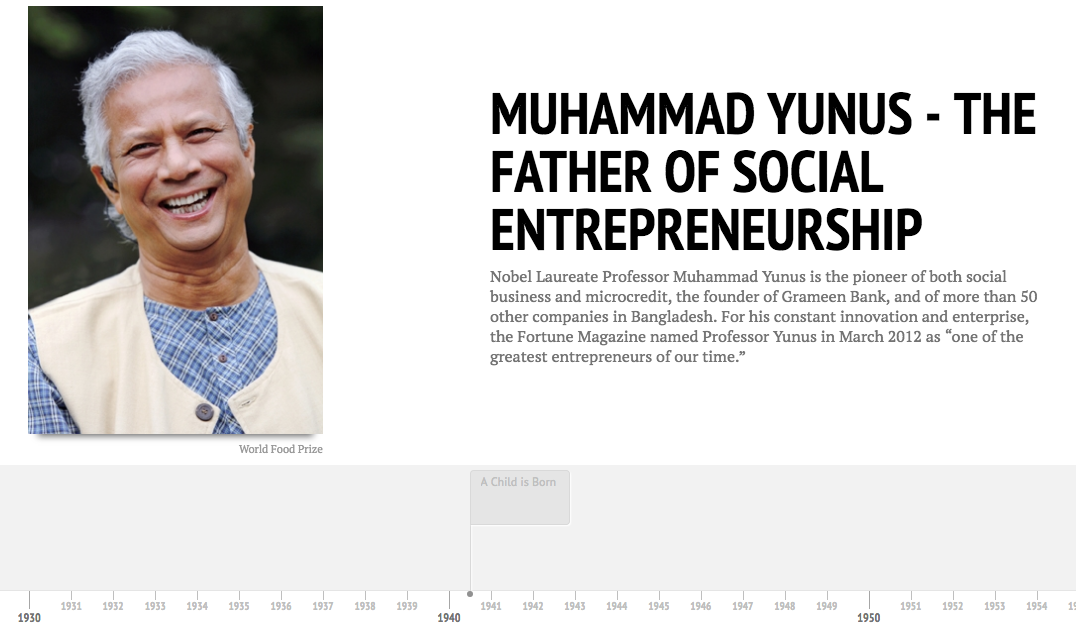 MUHAMMAD YUNUS - THE
FATHER OF SOCIAL
ENTREPRENEURSHIP
Nobel Laureate Professor Muhammad Yunus is the pioneer of both social
business and microcredit, the founder of Grameen Bank, and of more than 50
other companies in Bangladesh. For his constant innovation and enterprise,
the Fortune Magazine named Professor Yunus in March 2012 as “one of the
greatest entrepreneurs of our time.”
World Food Prize
A Child is Born
1931 1932 1933 1934 1935 1936 1937 1938 1939 1941 1942 1943 1944 1945 1946 1947 1948 1949 1951 1952 1953 1954
1930 1940 1950